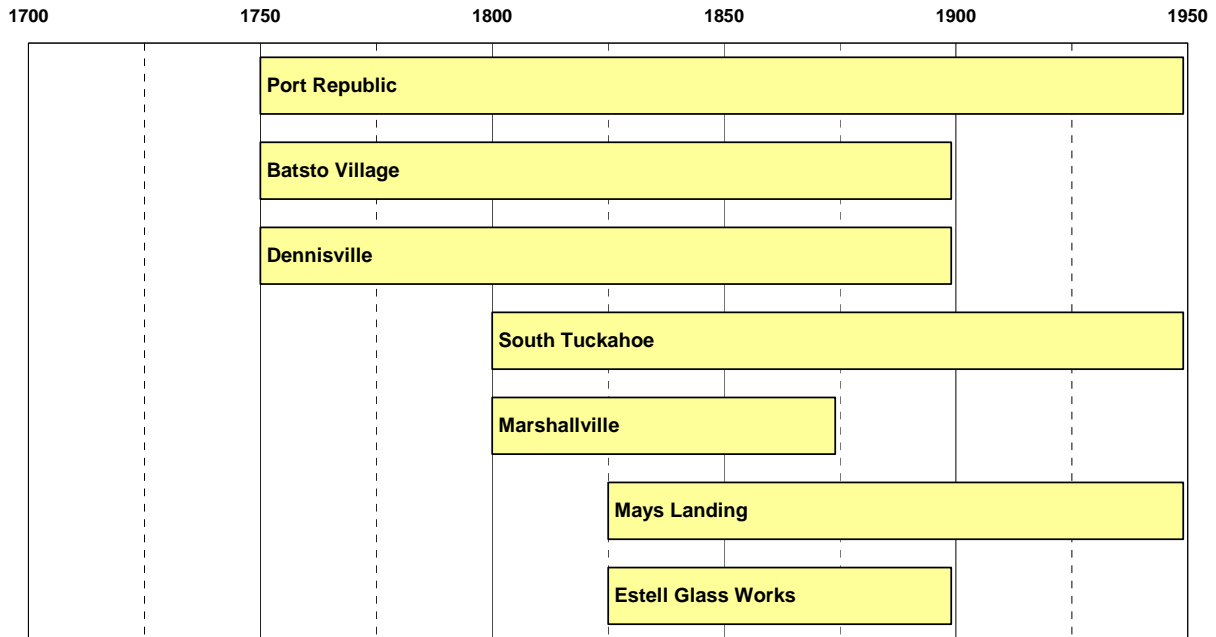 1700 1750 1800 1850 1900 1950
Port Republic
Batsto Village
Dennisville
South Tuckahoe
Marshallville
Mays Landing
Estell Glass Works